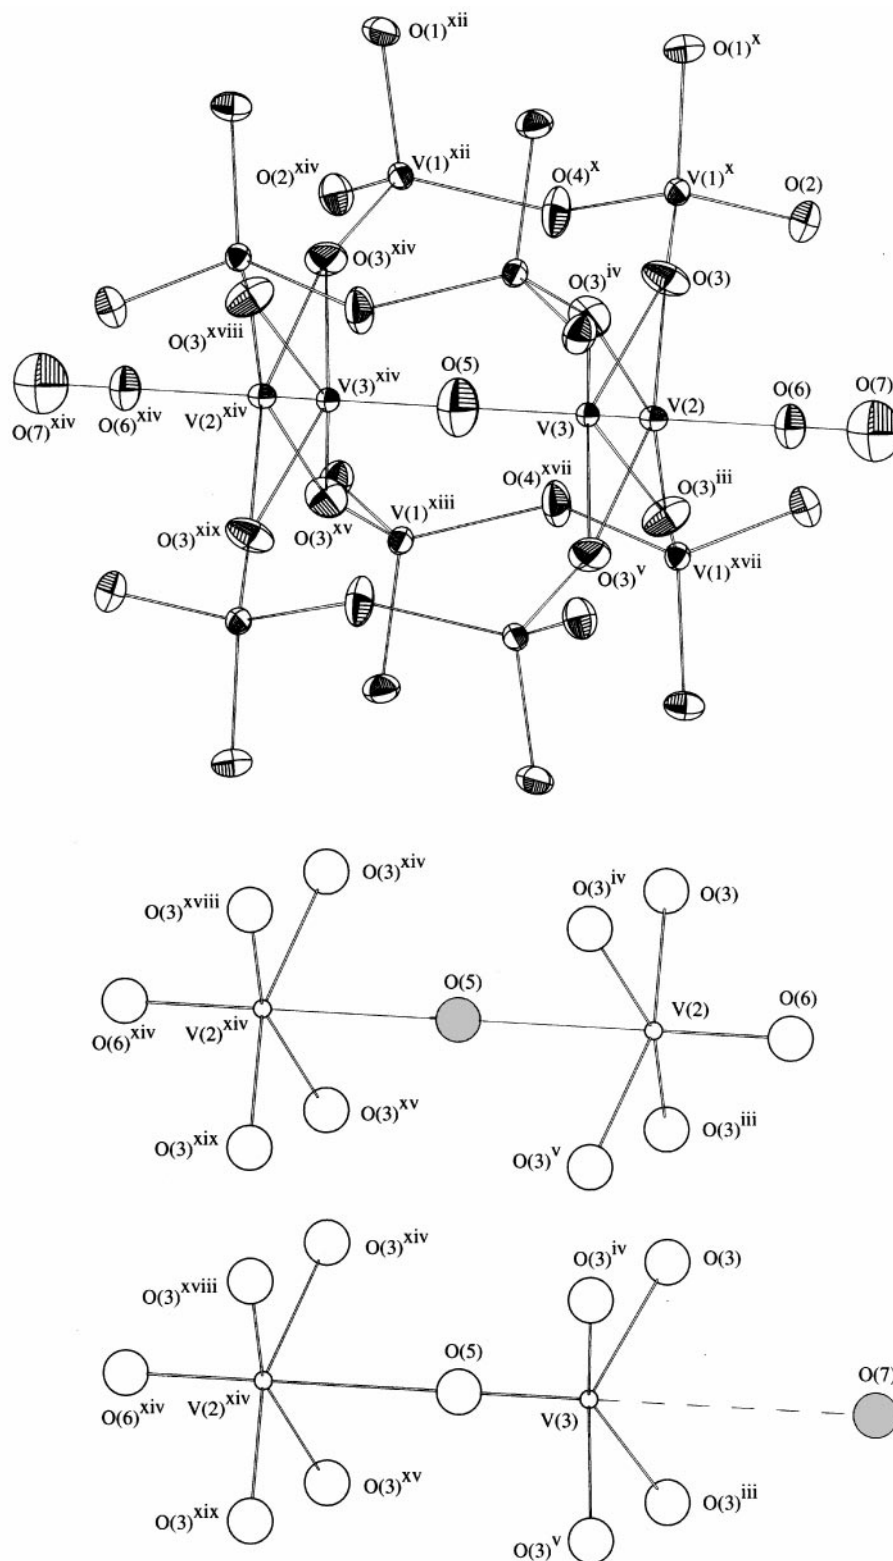 O(1)^xii
O(1)^x
O(2)^xiv
V(1)^xii
O(4)^x
V(1)^x
O(2)
O(3)^xiv
O(3)^iv
O(3)
O(3)^xviii
O(5)
O(6)
O(7)
V(3)^xiv
V(2)^xiv
O(6)^xiv
O(7)^xiv
V(3)
V(2)
O(4)^xvii
O(3)^iii
O(3)^xix
O(3)^xv
V(1)^xiii
O(3)^v
V(1)^xvii
O(3)^xiv
O(3)^iv
O(3)
O(3)^xviii
O(5)
V(2)
O(6)
O(6)^xiv
V(2)^xiv
O(3)^xv
O(3)^iii
O(3)^xix
O(3)^v
O(3)^xiv
O(3)^iv
O(3)
O(3)^xviii
O(5)
O(7)
O(6)^xiv
V(2)^xiv
V(3)
O(3)^xv
O(3)^iii
O(3)^xix
O(3)^v